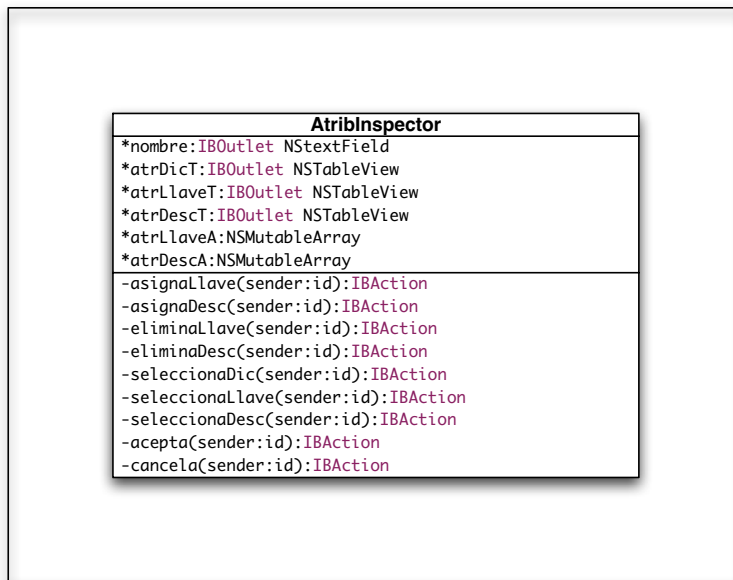 AtribInspector
*nombre:IBOutlet NStextField
*atrDicT:IBOutlet NSTableView
*atrLlaveT:IBOutlet NSTableView
*atrDescT:IBOutlet NSTableView
*atrLlaveA:NSMutableArray
*atrDescA:NSMutableArray
-asignaLlave(sender:id):IBAction
-asignaDesc(sender:id):IBAction
-eliminaLlave(sender:id):IBAction
-eliminaDesc(sender:id):IBAction
-seleccionaDic(sender:id):IBAction
-seleccionaLlave(sender:id):IBAction
-seleccionaDesc(sender:id):IBAction
-acepta(sender:id):IBAction
-cancela(sender:id):IBAction